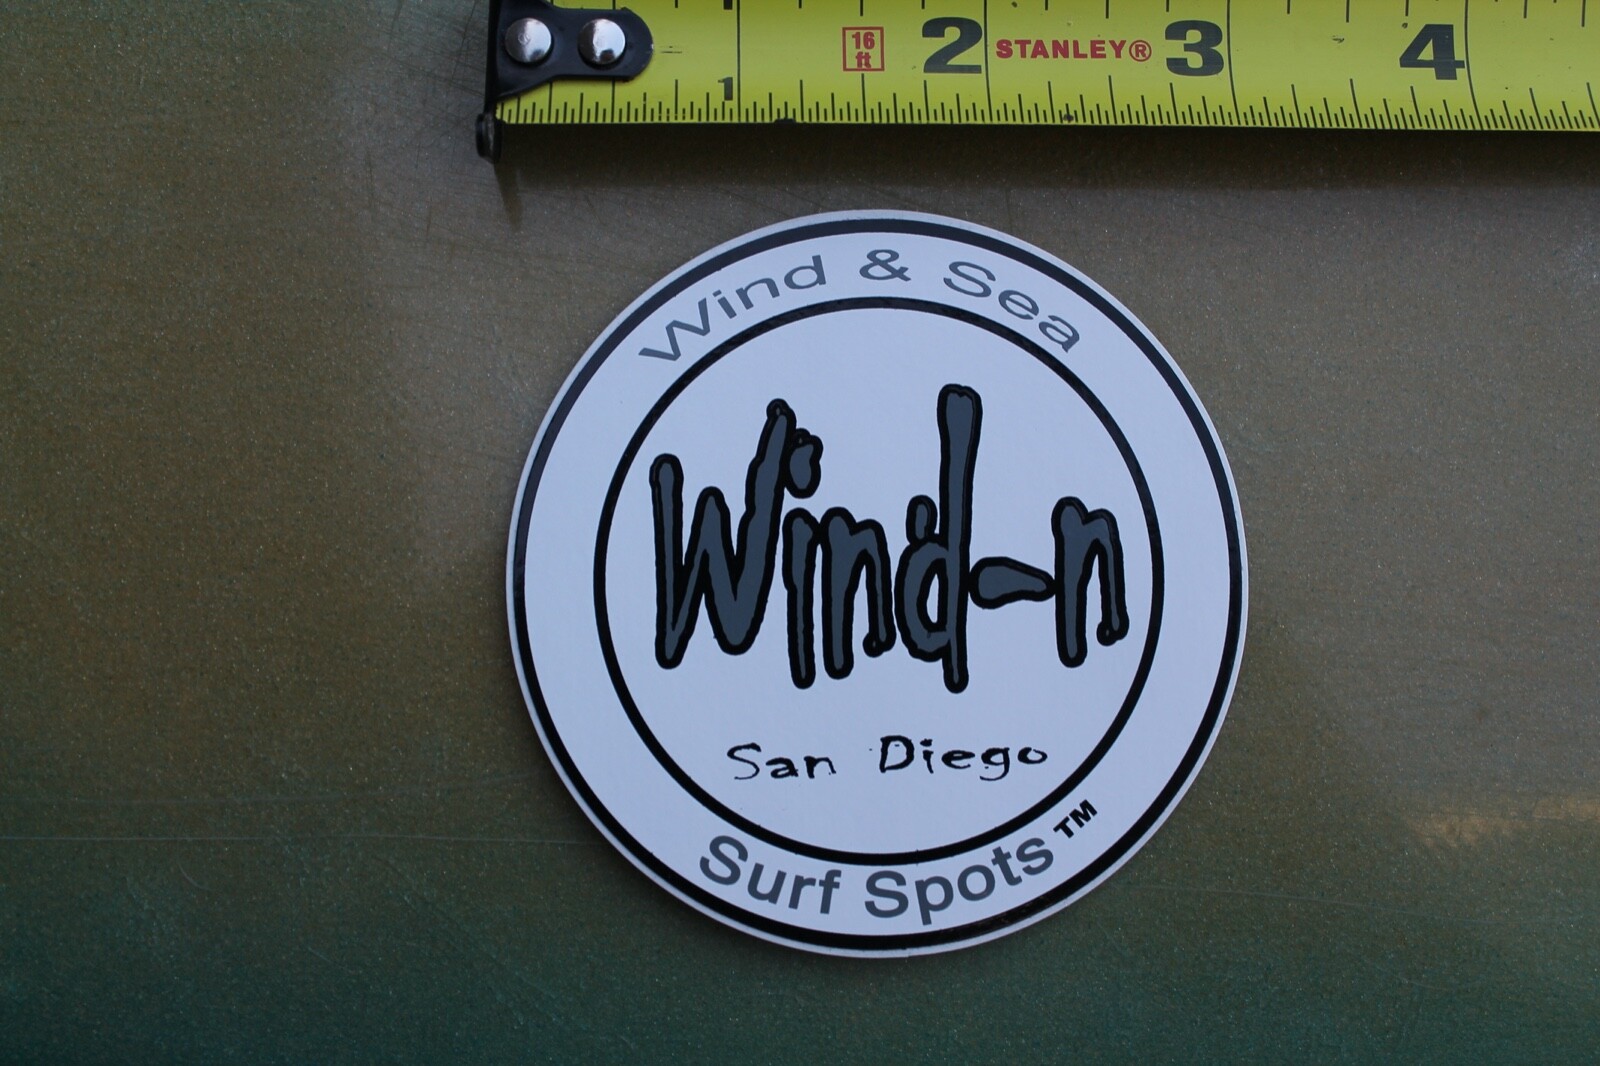 16 ft 2 STANLEY® 3 4
1
Wind & Sea
Wind-n
San Diego
Surf Spots™